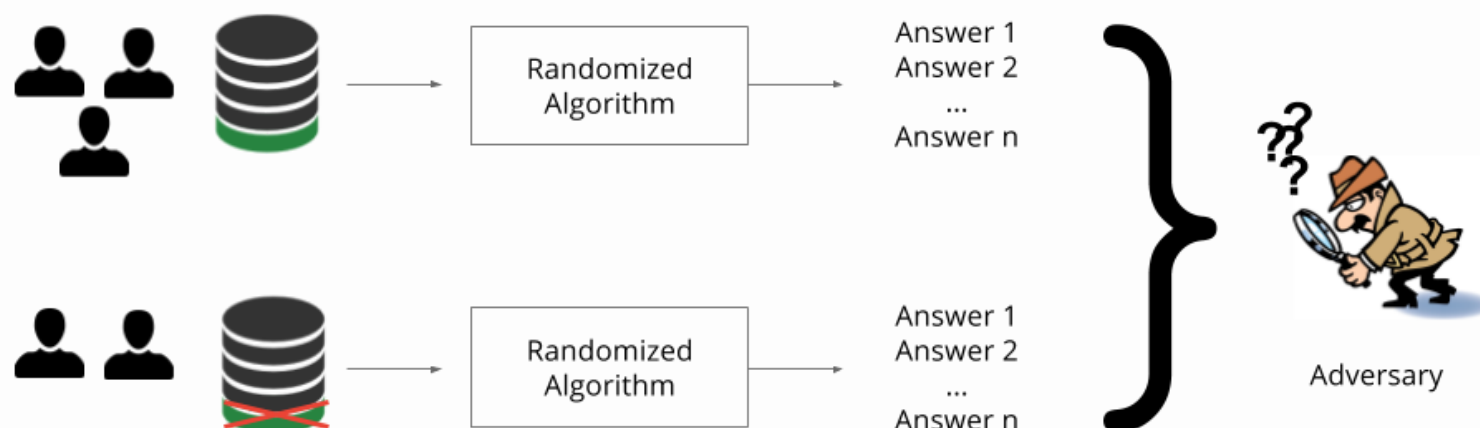 Randomized
Algorithm
Answer 1
Answer 2
...
Answer n
????
Randomized
Algorithm
Answer 1
Answer 2
...
Answer n
Adversary